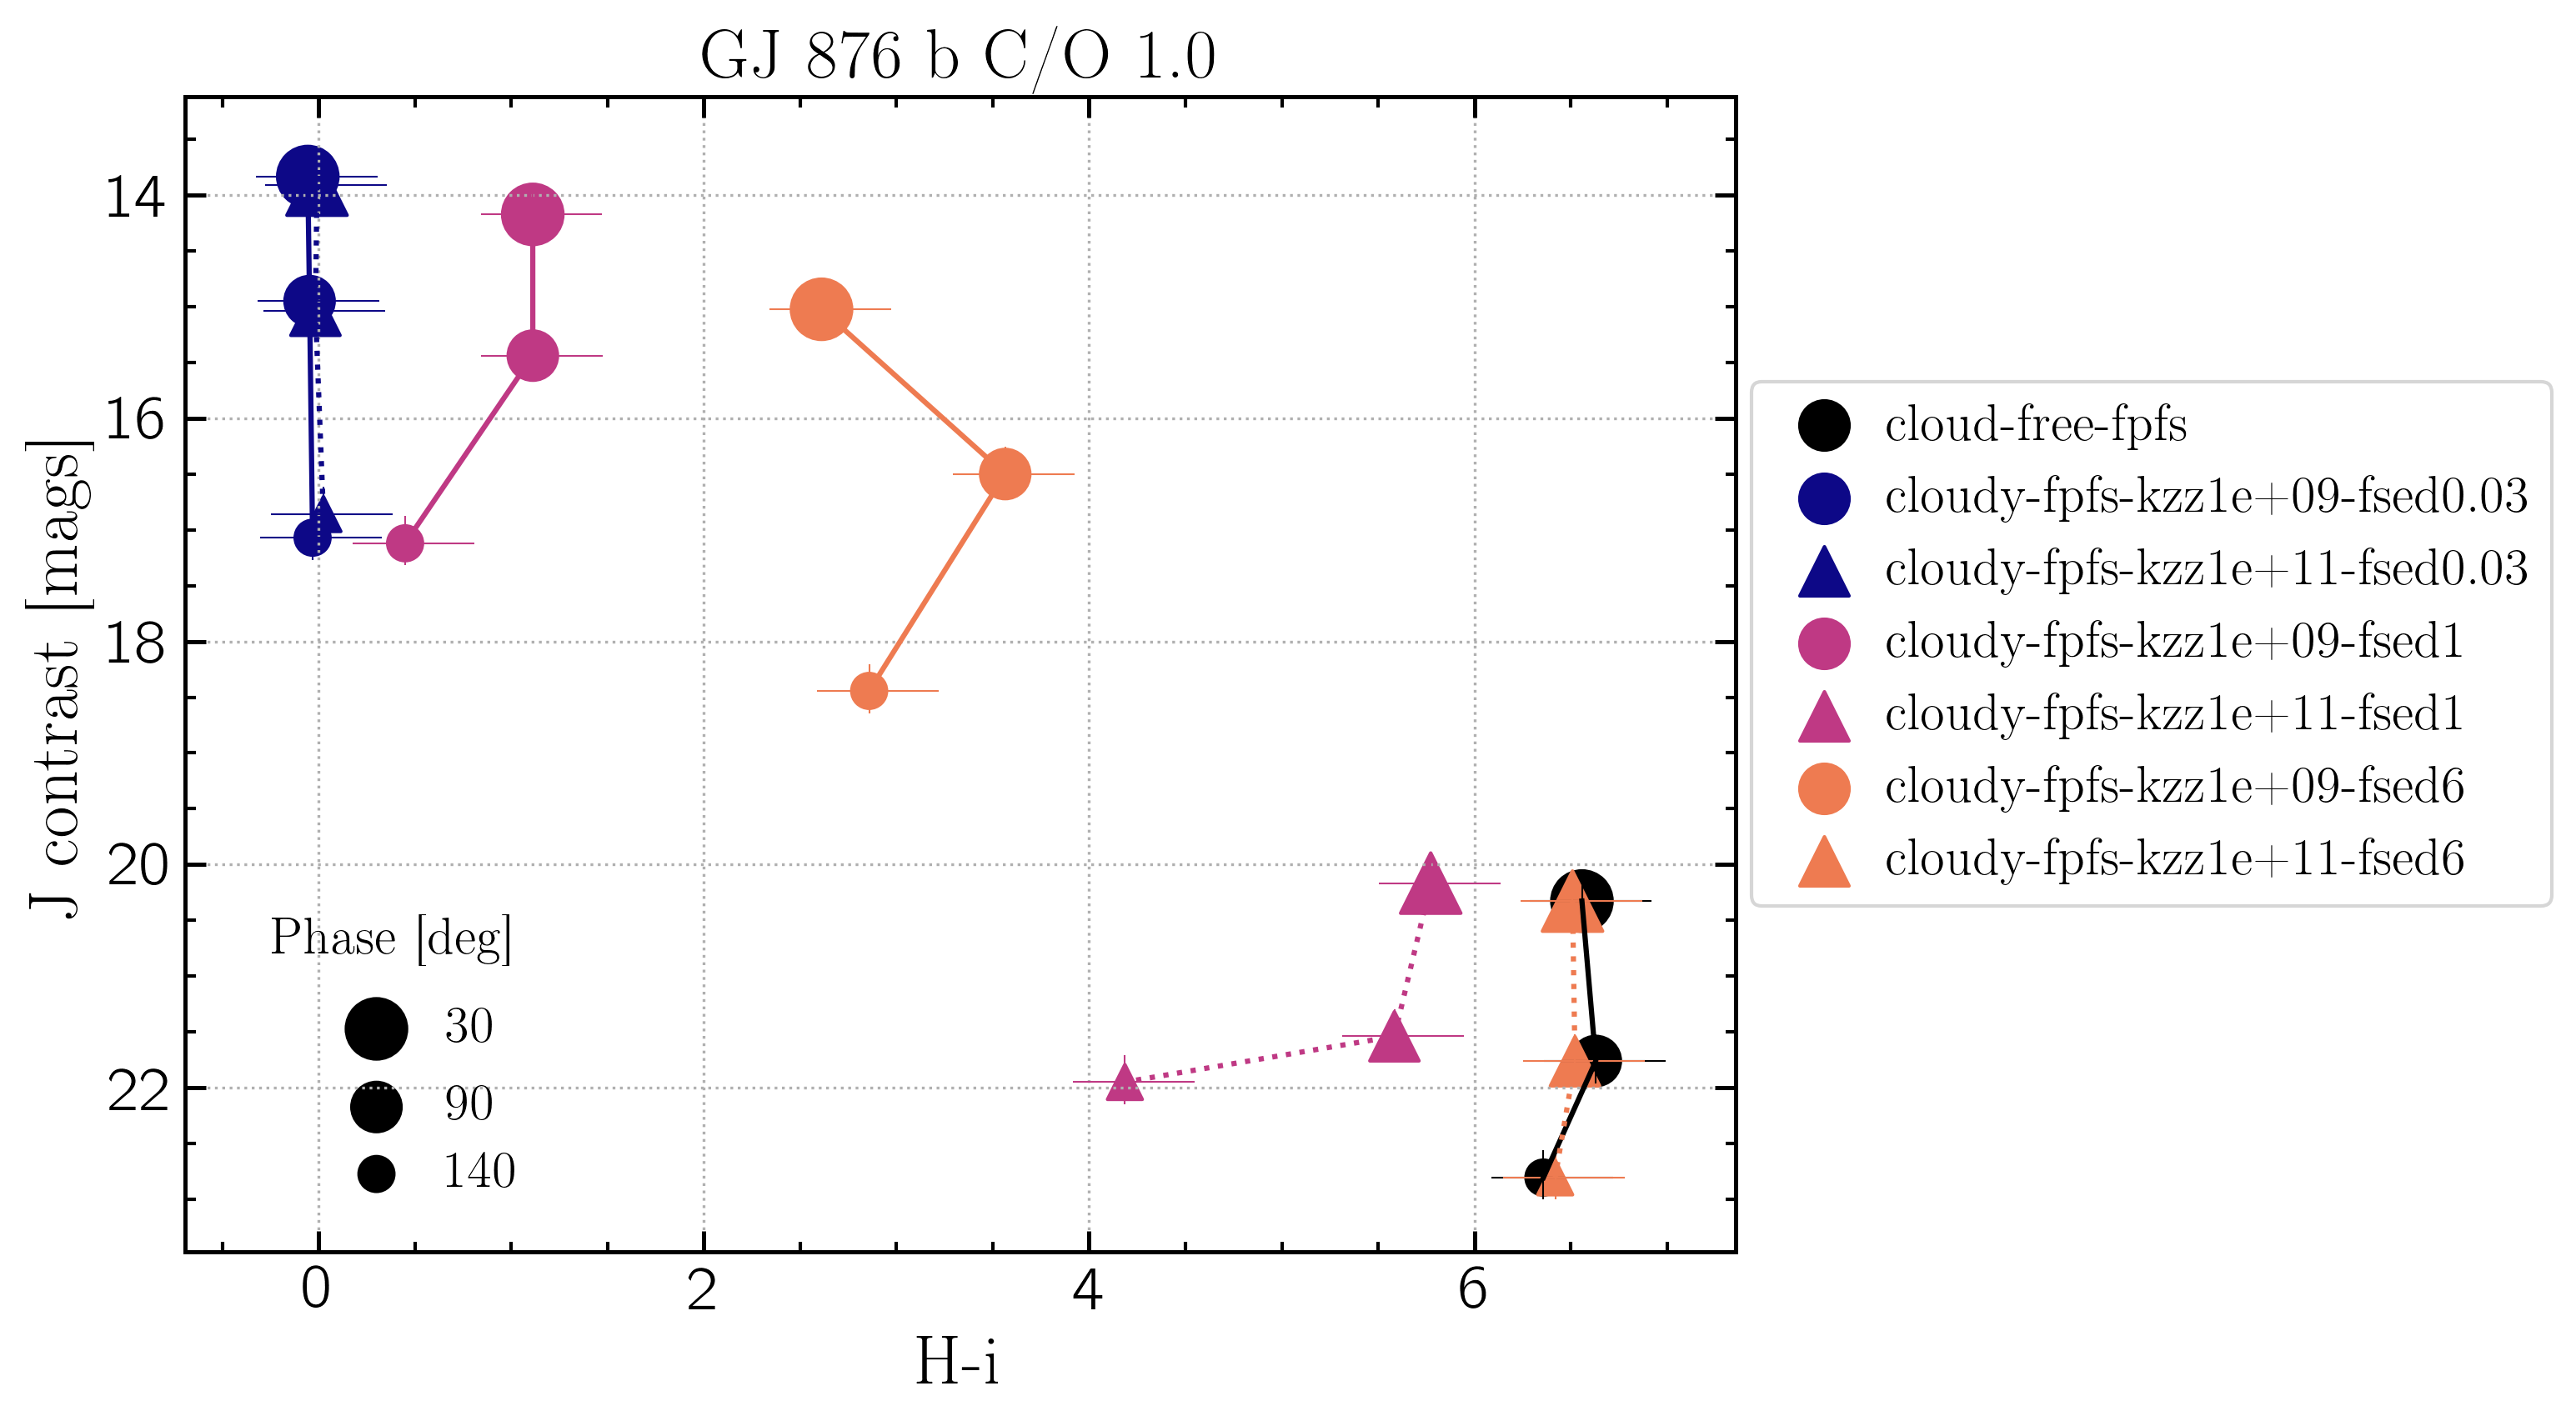 GJ 876 b C/O 1.0
J contrast [mags]
14
16
18
20
22
Phase [deg]
30
90
140
0
2
4
6
H-i
cloud-free-fpfs
cloudy-fpfs-kzz1e+09-fsed0.03
cloudy-fpfs-kzz1e+11-fsed0.03
cloudy-fpfs-kzz1e+09-fsed1
cloudy-fpfs-kzz1e+11-fsed1
cloudy-fpfs-kzz1e+09-fsed6
cloudy-fpfs-kzz1e+11-fsed6